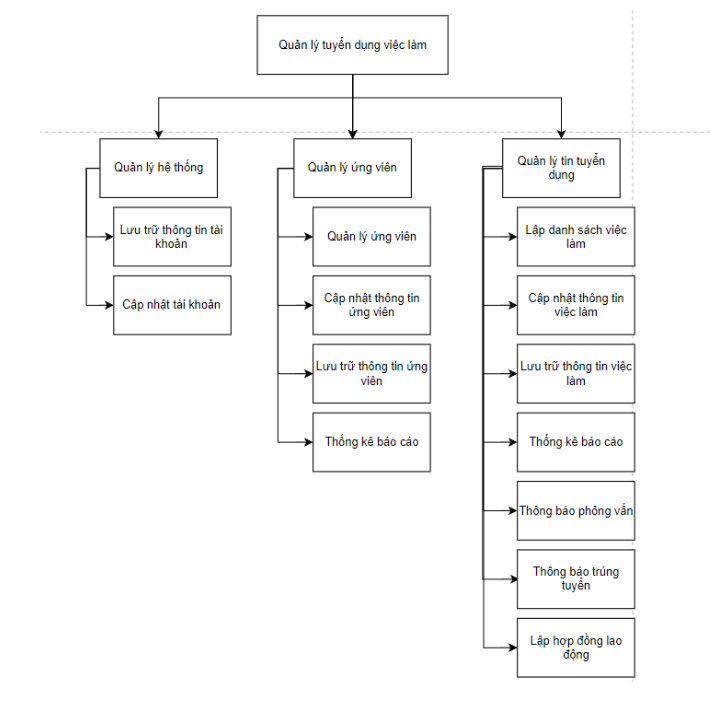 Quản lý tuyển dụng việc làm
Quản lý hệ thống
Lưu trữ thông tin tài
khoản
Cập nhật tài khoản
Quản lý ứng viên
Quản lý ứng viên
Cập nhật thông tin
ứng viên
Lưu trữ thông tin ứng
viên
Thống kê báo cáo
Quản lý tin tuyển
dụng
Lập danh sách việc
làm
Cập nhật thông tin
việc làm
Lưu trữ thông tin việc
làm
Thống kê báo cáo
Thông báo phỏng vấn
Thông báo trúng
tuyển
Lập hợp đồng lao
động